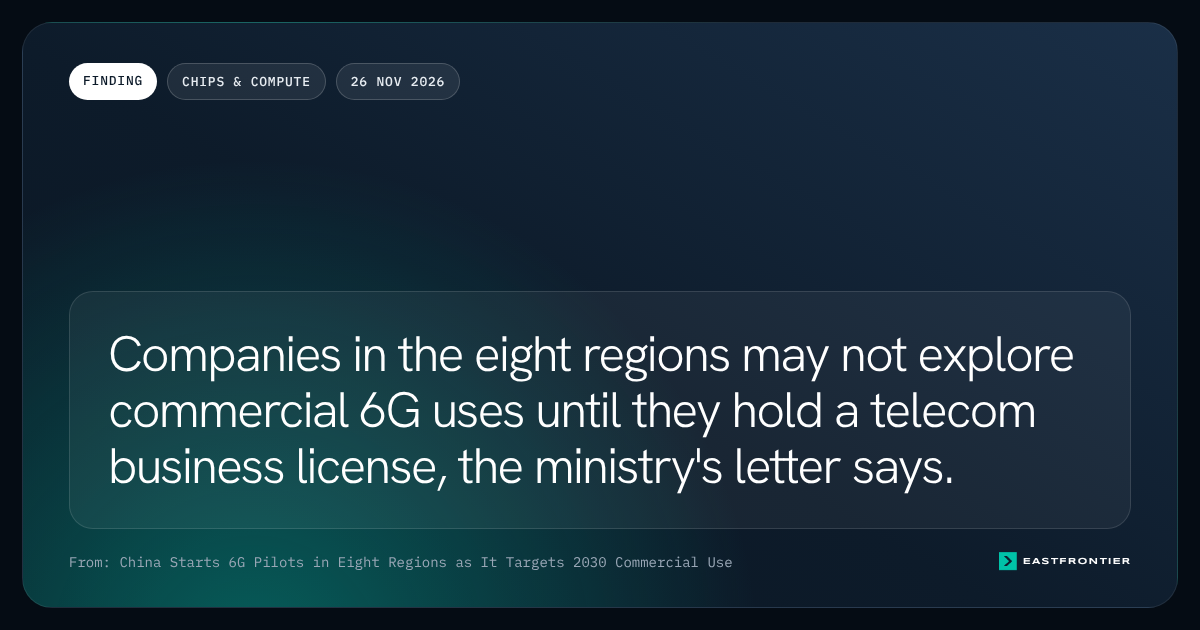 FINDING
CHIPS & COMPUTE
26 NOV 2026
Companies in the eight regions may not explore
commercial 6G uses until they hold a telecom
business license, the ministry's letter says.
From: China Starts 6G Pilots in Eight Regions as It Targets 2030 Commercial Use
EASTFRONTIER